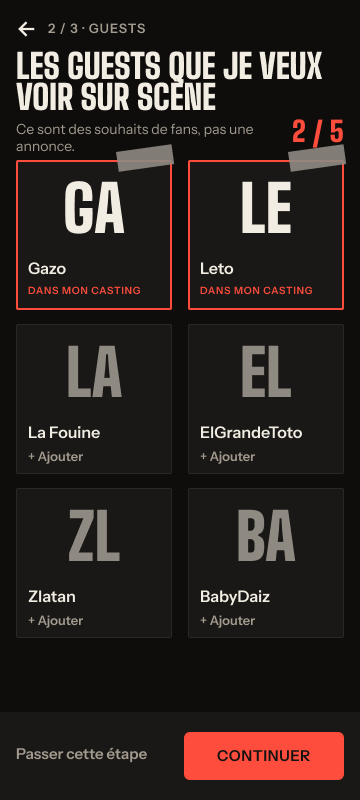 ← 2 / 3 · GUESTS
LES GUESTS QUE JE VEUX
VOIR SUR SCÈNE
Ce sont des souhaits de fans, pas une
annonce.
2 / 5
GA
Gazo
DANS MON CASTING
LE
Leto
DANS MON CASTING
LA
La Fouine
+ Ajouter
EL
ElGrandeToto
+ Ajouter
ZL
Zlatan
+ Ajouter
BA
BabyDaiz
+ Ajouter
Passer cette étape
CONTINUER